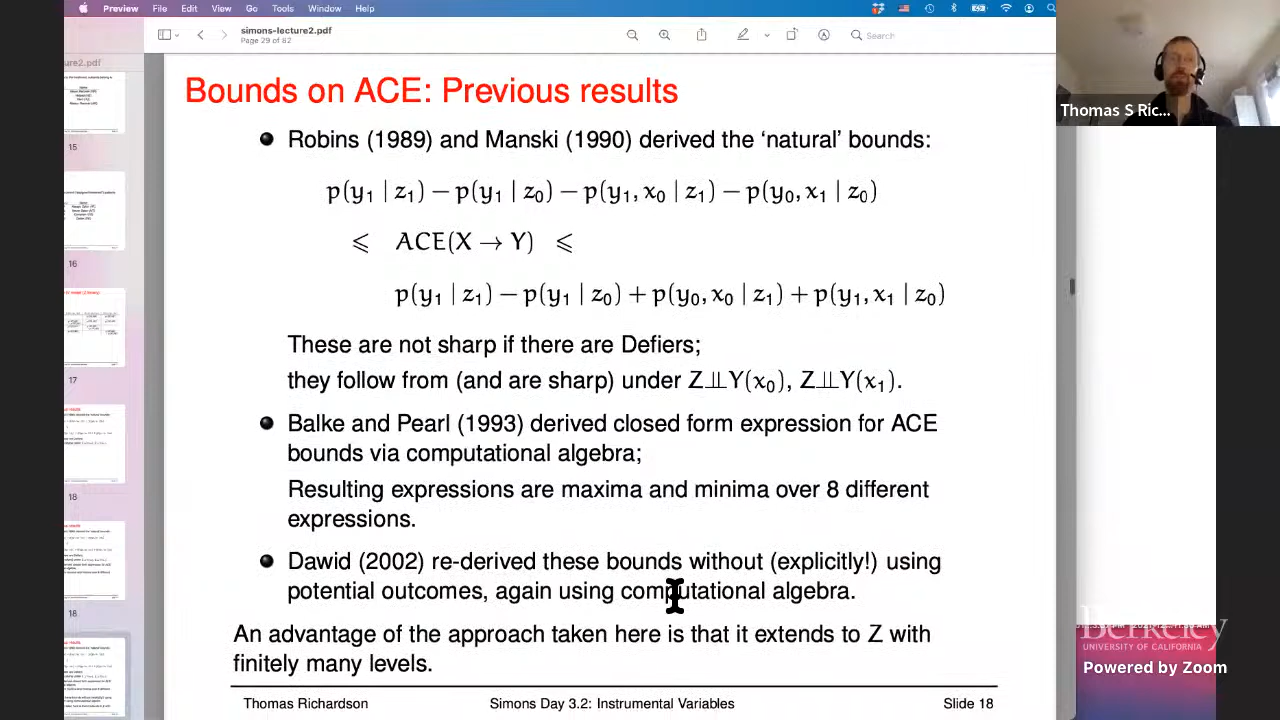 Preview File Edit View Go Tools Window Help
simons-lecture2.pdf
Page 29 of 82
Search
ure2.pdf
15
16
17
18
18
Bounds on ACE: Prevous results
Robins (1989) and Manski (1990) derived the ‘natural’ bounds:
p(y₁ | z₁) − p(y₁ | z₀) − p(y₁, x₀ | z₁) − p(y₀, x₁ | z₀)
⩽ ACE(X → Y) ⩽
p(y₁ | z₁) − p(y₁ | z₀) + p(y₀, x₀ | z₁) + p(y₁, x₁ | z₀)
These are not sharp if there are Defiers;
they follow from (and are sharp) under Z⊥⊥Y(x₀), Z⊥⊥Y(x₁).
Balke and Pearl (1993) derived closed form expression for ACE
bounds via computational algebra;
Resulting expressions are maxima and minima over 8 different
expressions.
Dawid (2002) re-derived these bounds without (explicitly!) using
potential outcomes, again using computational algebra.
An advantage of the approach taken here is that it extends to Z with
finitely many levels.
Thomas Richardson Simons Day 3.2: Instrumental Variables Slide 18
Thomas S Ric...
Berkeley
UNIVERSITY OF CALIFORNIA
Powered by Zoom